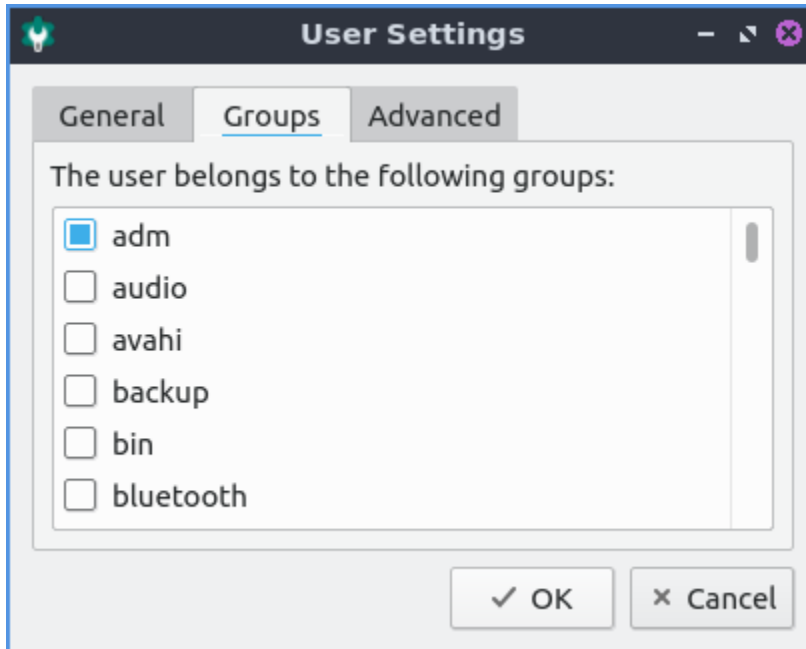 User Settings
General Groups Advanced
The user belongs to the following groups:
adm
audio
avahi
backup
bin
bluetooth
OK Cancel